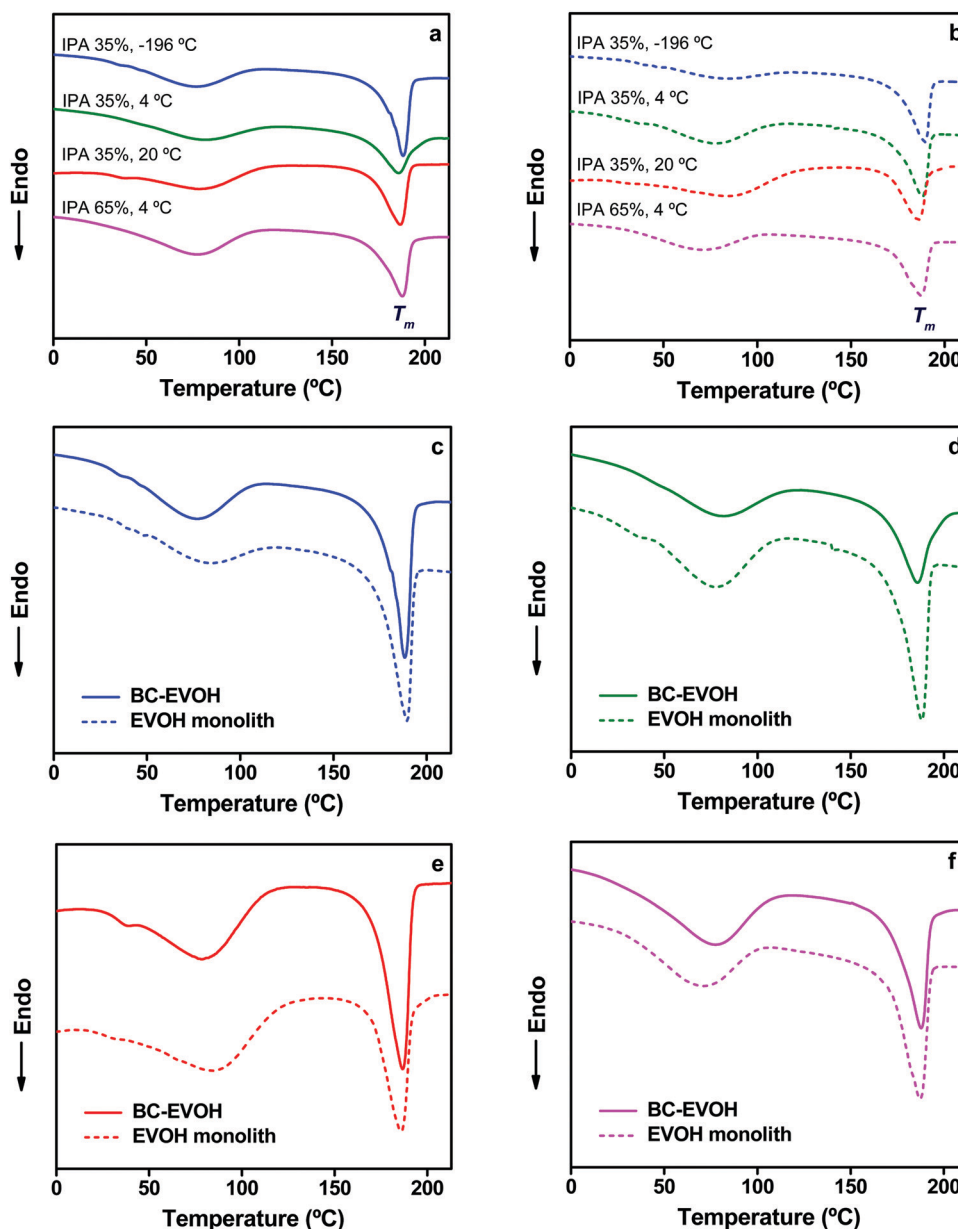 a
IPA 35%, -196 ºC
IPA 35%, 4 ºC
IPA 35%, 20 ºC
IPA 65%, 4 ºC
Endo
Tm
0 50 100 150 200
Temperature (ºC)
b
IPA 35%, -196 ºC
IPA 35%, 4 ºC
IPA 35%, 20 ºC
IPA 65%, 4 ºC
Endo
Tm
0 50 100 150 200
Temperature (ºC)
c
Endo
BC-EVOH
EVOH monolith
0 50 100 150 200
Temperature (ºC)
d
Endo
BC-EVOH
EVOH monolith
0 50 100 150 200
Temperature (ºC)
e
Endo
BC-EVOH
EVOH monolith
0 50 100 150 200
Temperature (ºC)
f
Endo
BC-EVOH
EVOH monolith
0 50 100 150 200
Temperature (ºC)